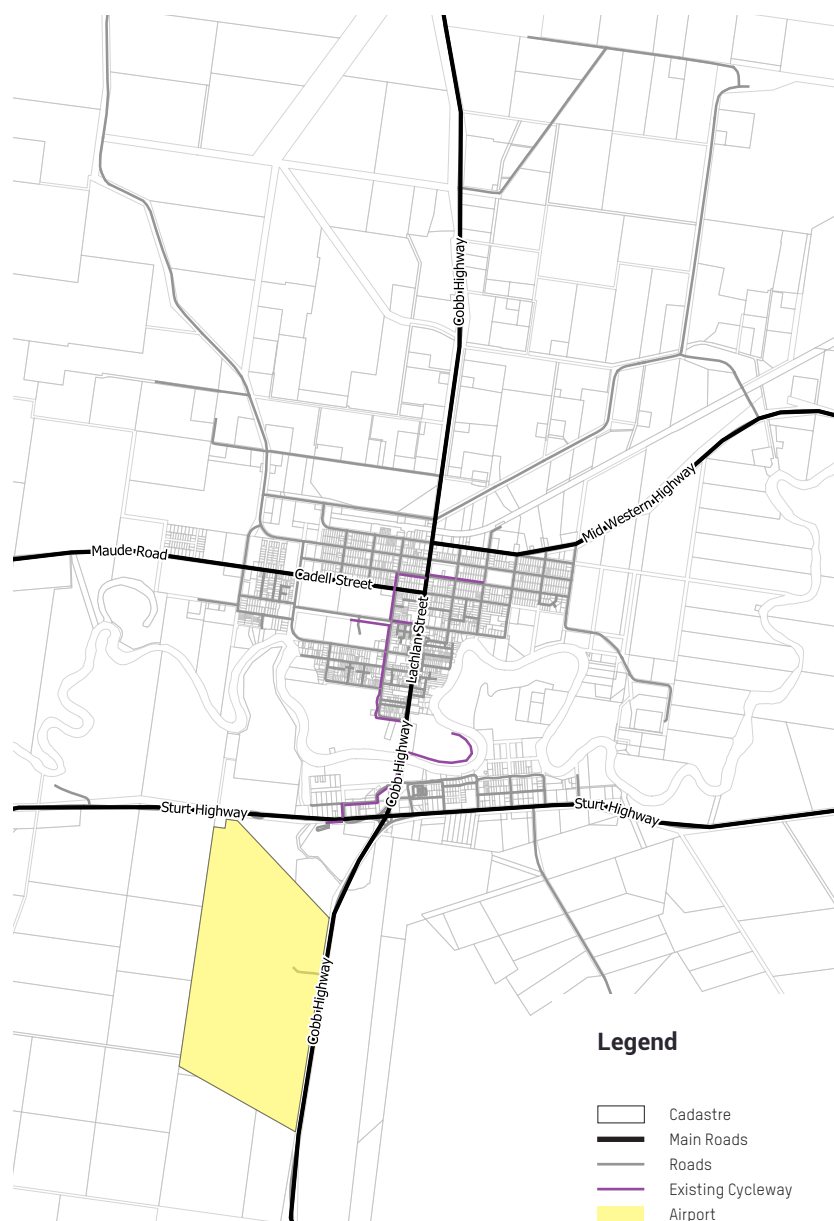 Cobb Highway
Mid Western Highway
Maude Road
Cadell Street
Lachlan Street
Cobb Highway
Sturt Highway
Sturt Highway
Cobb Highway
Legend
Cadastre
Main Roads
Roads
Existing Cycleway
Airport